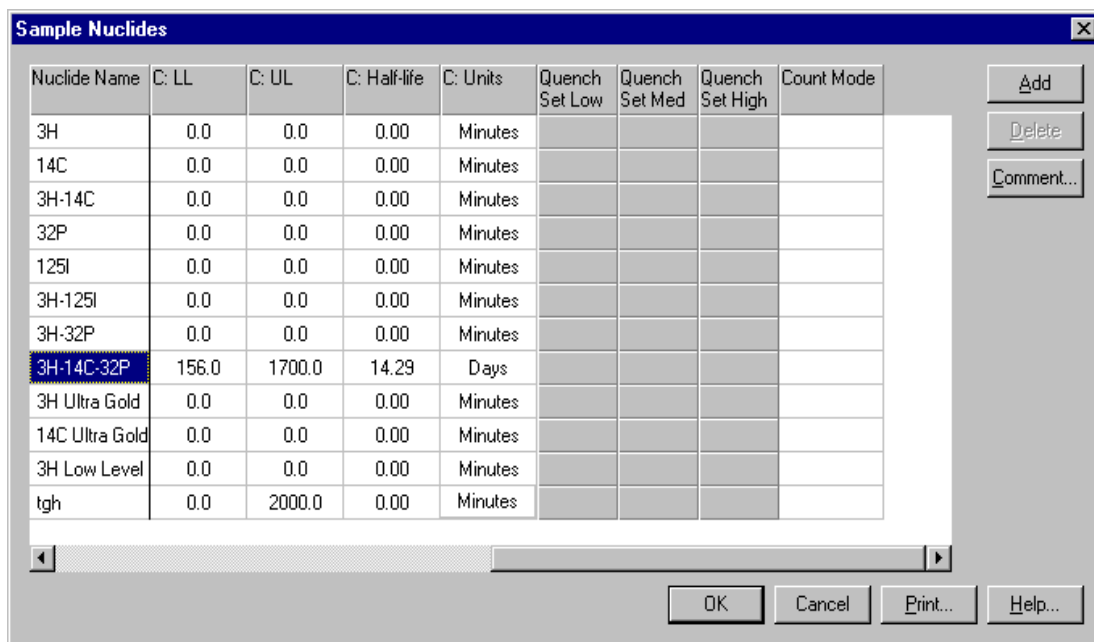 Sample Nuclides
Nuclide Name C: LL C: UL C: Half-life C: Units Quench Set Low Quench Set Med Quench Set High Count Mode
3H 0.0 0.0 0.00 Minutes
14C 0.0 0.0 0.00 Minutes
3H-14C 0.0 0.0 0.00 Minutes
32P 0.0 0.0 0.00 Minutes
125I 0.0 0.0 0.00 Minutes
3H-125I 0.0 0.0 0.00 Minutes
3H-32P 0.0 0.0 0.00 Minutes
3H-14C-32P 156.0 1700.0 14.29 Days
3H Ultra Gold 0.0 0.0 0.00 Minutes
14C Ultra Gold 0.0 0.0 0.00 Minutes
3H Low Level 0.0 0.0 0.00 Minutes
tgh 0.0 2000.0 0.00 Minutes
Add
Delete
Comment...
OK Cancel Print... Help...